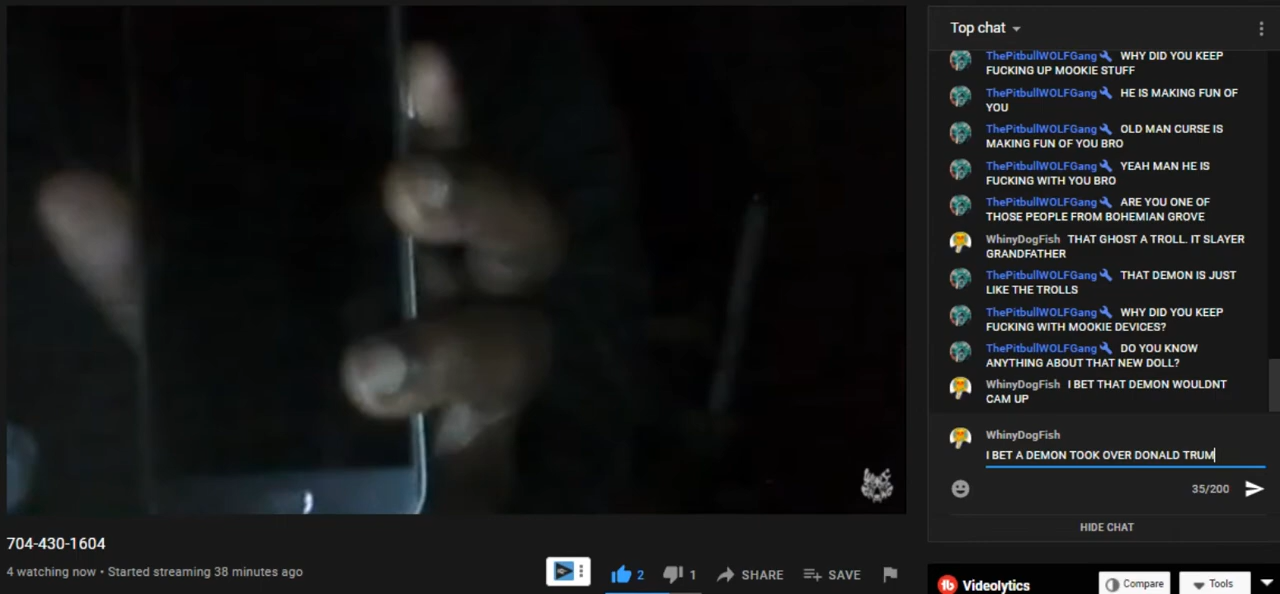 Top chat
ThePitbullWOLFGang WHY DID YOU KEEP
FUCKING UP MOOKIE STUFF
ThePitbullWOLFGang HE IS MAKING FUN OF
YOU
ThePitbullWOLFGang OLD MAN CURSE IS
MAKING FUN OF YOU BRO
ThePitbullWOLFGang YEAH MAN HE IS
FUCKING WITH YOU BRO
ThePitbullWOLFGang ARE YOU ONE OF
THOSE PEOPLE FROM BOHEMIAN GROVE
WhinyDogFish THAT GHOST A TROLL. IT SLAYER
GRANDFATHER
ThePitbullWOLFGang THAT DEMON IS JUST
LIKE THE TROLLS
ThePitbullWOLFGang WHY DID YOU KEEP
FUCKING WITH MOOKIE DEVICES?
ThePitbullWOLFGang DO YOU KNOW
ANYTHING ABOUT THAT NEW DOLL?
WhinyDogFish I BET THAT DEMON WOULDNT
CAM UP
WhinyDogFish
I BET A DEMON TOOK OVER DONALD TRUM
35/200
HIDE CHAT
704-430-1604
4 watching now • Started streaming 38 minutes ago
2
1
SHARE
SAVE
Videolytics
Compare
Tools